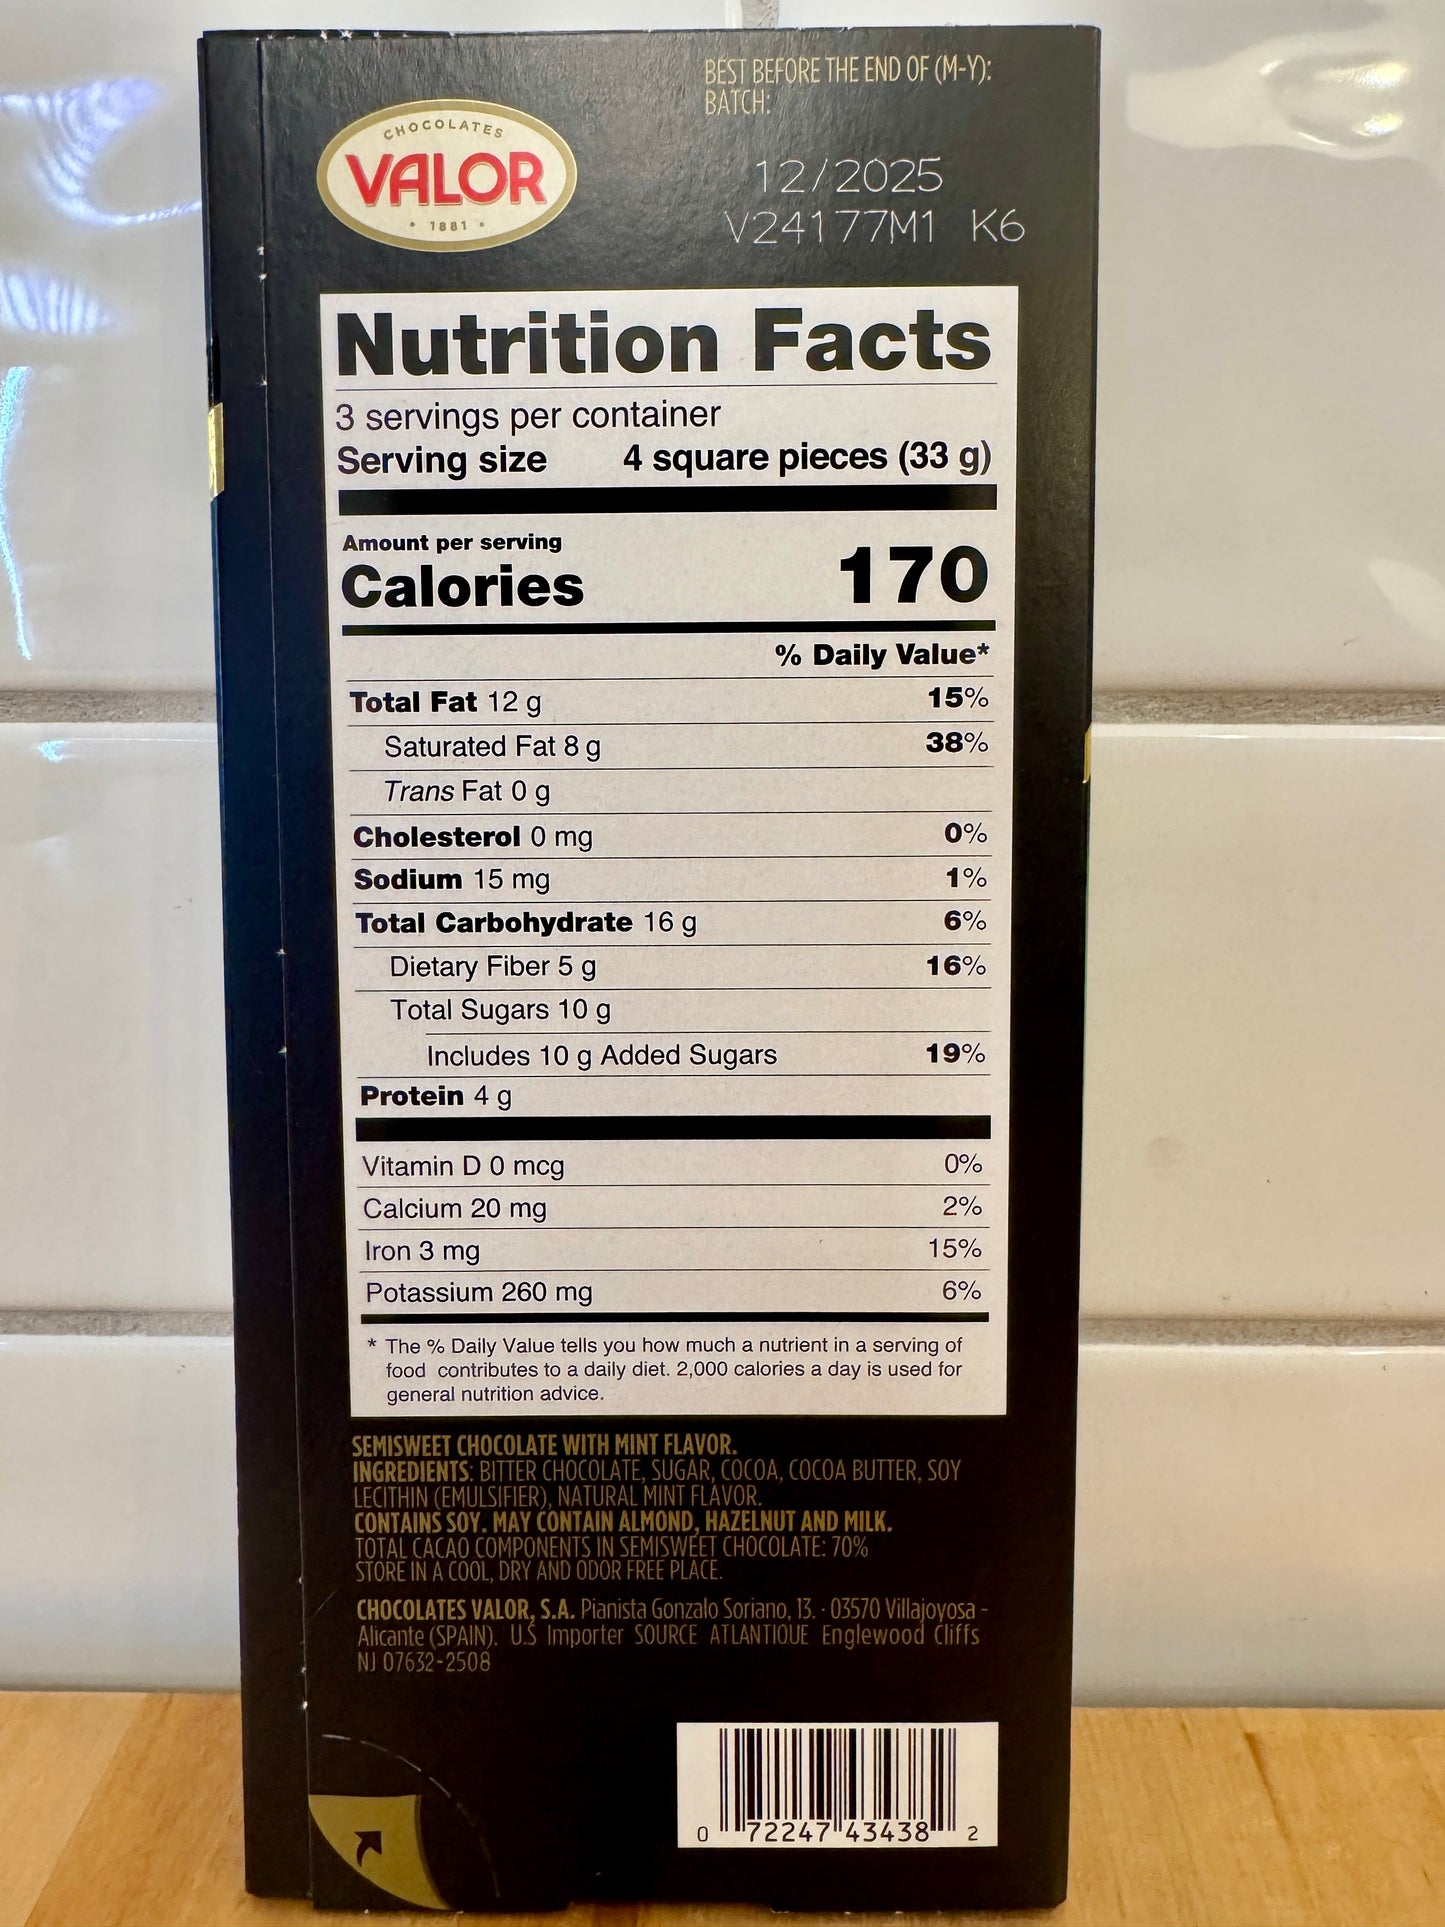 BEST BEFORE THE END OF (M-Y):
BATCH:
CHOCOLATES
VALOR
• 1881 •
12/2025
V24177M1 K6
Nutrition Facts
3 servings per container
Serving size 4 square pieces (33 g)
Amount per serving
Calories 170
% Daily Value*
Total Fat 12 g 15%
Saturated Fat 8 g 38%
Trans Fat 0 g
Cholesterol 0 mg 0%
Sodium 15 mg 1%
Total Carbohydrate 16 g 6%
Dietary Fiber 5 g 16%
Total Sugars 10 g
Includes 10 g Added Sugars 19%
Protein 4 g
Vitamin D 0 mcg 0%
Calcium 20 mg 2%
Iron 3 mg 15%
Potassium 260 mg 6%
* The % Daily Value tells you how much a nutrient in a serving of
food contributes to a daily diet. 2,000 calories a day is used for
general nutrition advice.
SEMISWEET CHOCOLATE WITH MINT FLAVOR.
INGREDIENTS: BITTER CHOCOLATE, SUGAR, COCOA, COCOA BUTTER, SOY
LECITHIN (EMULSIFIER), NATURAL MINT FLAVOR.
CONTAINS SOY. MAY CONTAIN ALMOND, HAZELNUT AND MILK.
TOTAL CACAO COMPONENTS IN SEMISWEET CHOCOLATE: 70%
STORE IN A COOL, DRY AND ODOR FREE PLACE.
CHOCOLATES VALOR, S.A. Pianista Gonzalo Soriano, 13. · 03570 Villajoyosa -
Alicante (SPAIN). U.S Importer SOURCE ATLANTIQUE Englewood Cliffs
NJ 07632-2508
0 72247 43438 2